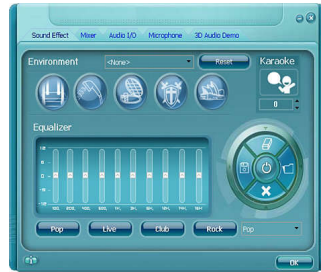 Sound Effect Mixer Audio I/O Microphone 3D Audio Demo
Environment <None> Reset Karaoke
0
Equalizer
Pop Live Club Rock Pop
OK